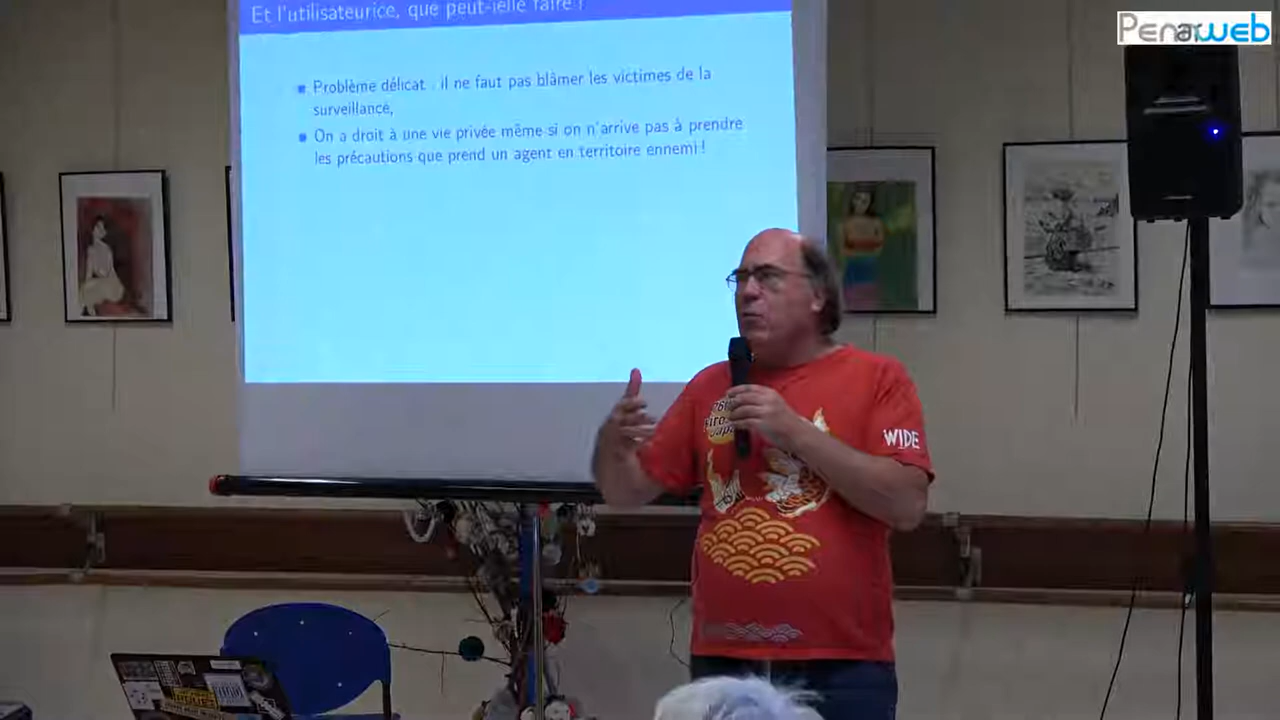 Et l'utilisateurice, que peut-ielle faire ?
Problème délicat : il ne faut pas blâmer les victimes de la
surveillance,
On a droit à une vie privée même si on n'arrive pas à prendre
les précautions que prend un agent en territoire ennemi !
Penarweb
WIDE